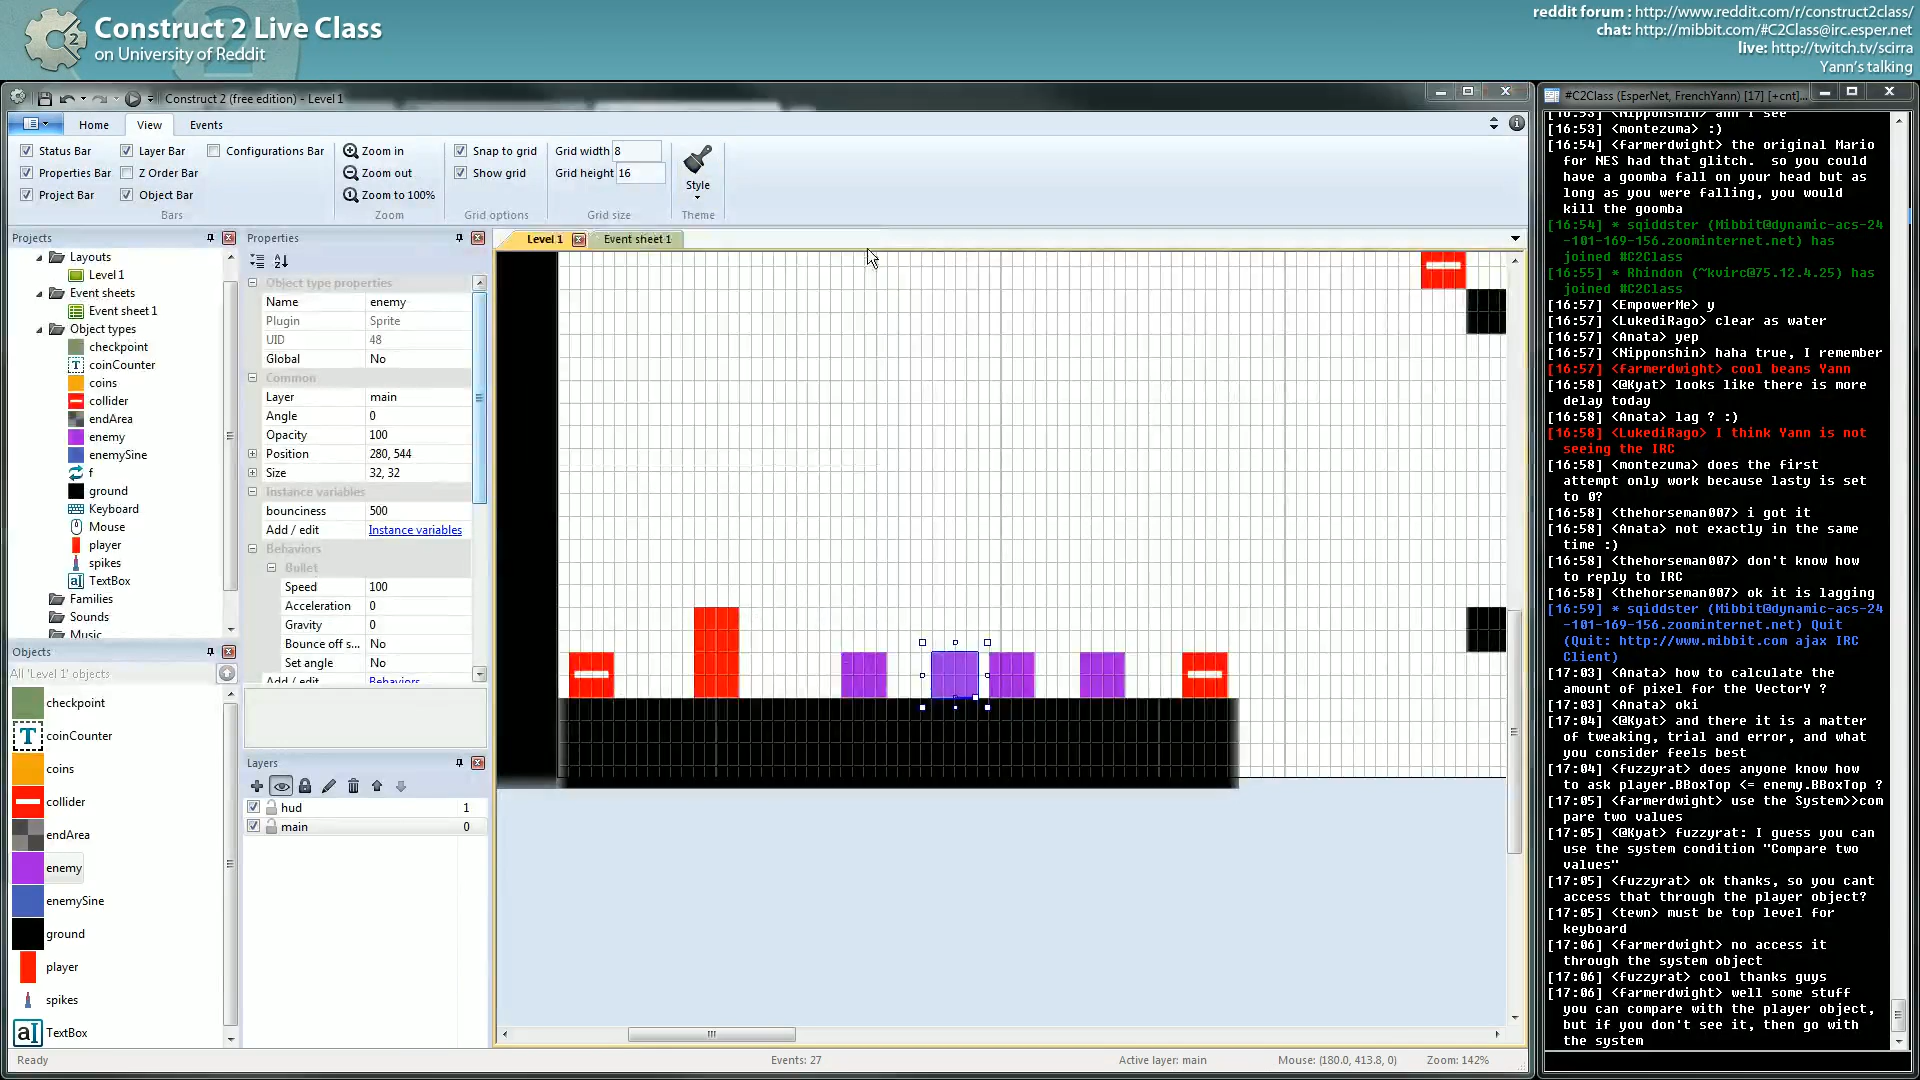 Construct 2 Live Class
on University of Reddit
reddit forum : http://www.reddit.com/r/construct2class/
chat: http://mibbit.com/#C2Class@irc.esper.net
live: http://twitch.tv/scirra
Yann's talking
Construct 2 (free edition) - Level 1
Home View Events
Status Bar
Layer Bar
Configurations Bar
Properties Bar
Z Order Bar
Project Bar
Object Bar
Bars
Zoom in
Zoom out
Zoom to 100%
Zoom
Snap to grid
Show grid
Grid options
Grid width 8
Grid height 16
Grid size
Style
Theme
Projects
Layouts
Level 1
Event sheets
Event sheet 1
Object types
checkpoint
coinCounter
coins
collider
endArea
enemy
enemySine
f
ground
Keyboard
Mouse
player
spikes
TextBox
Families
Sounds
Music
Objects
All 'Level 1' objects
checkpoint
coinCounter
coins
collider
endArea
enemy
enemySine
ground
player
spikes
TextBox
Properties
Object type properties
Name enemy
Plugin Sprite
UID 48
Global No
Common
Layer main
Angle 0
Opacity 100
Position 280, 544
Size 32, 32
Instance variables
bounciness 500
Add / edit Instance variables
Behaviors
Bullet
Speed 100
Acceleration 0
Gravity 0
Bounce off s... No
Set angle No
Add / edit Behaviors
Layers
hud 1
main 0
Level 1
Event sheet 1
Ready
Events: 27
Active layer: main
Mouse: (180.0, 413.8, 0)
Zoom: 142%
#C2Class (EsperNet, FrenchYann) [17] [+cnt]...
[16:53] <Nipponshin> ahh I see
[16:53] <montezuma> :)
[16:54] <farmerdwight> the original Mario
for NES had that glitch.  so you could
have a goomba fall on your head but as
long as you were falling, you would
kill the goomba
[16:54] * sqiddster (Mibbit@dynamic-acs-24
-101-169-156.zoominternet.net) has
joined #C2Class
[16:55] * Rhindon (~kvirc@75.12.4.25) has
joined #C2Class
[16:57] <EmpowerMe> y
[16:57] <LukediRago> clear as water
[16:57] <Anata> yep
[16:57] <Nipponshin> haha true, I remember
[16:57] <farmerdwight> cool beans Yann
[16:58] <@Kyat> looks like there is more
delay today
[16:58] <Anata> lag ? :)
[16:58] <LukediRago> I think Yann is not
seeing the IRC
[16:58] <montezuma> does the first
attempt only work because lasty is set
to 0?
[16:58] <thehorseman007> i got it
[16:58] <Anata> not exactly in the same
time :)
[16:58] <thehorseman007> don't know how
to reply to IRC
[16:58] <thehorseman007> ok it is lagging
[16:59] * sqiddster (Mibbit@dynamic-acs-24
-101-169-156.zoominternet.net) Quit
(Quit: http://www.mibbit.com ajax IRC
Client)
[17:03] <Anata> how to calculate the
amount of pixel for the VectorY ?
[17:03] <Anata> oki
[17:04] <@Kyat> and there it is a matter
of tweaking, trial and error, and what
you consider feels best
[17:04] <fuzzyrat> does anyone know how
to ask player.BBoxTop <= enemy.BBoxTop ?
[17:05] <farmerdwight> use the System>>com
pare two values
[17:05] <@Kyat> fuzzyrat: I guess you can
use the system condition "Compare two
values"
[17:05] <fuzzyrat> ok thanks, so you cant
access that through the player object?
[17:05] <tewn> must be top level for
keyboard
[17:06] <farmerdwight> no access it
through the system object
[17:06] <fuzzyrat> cool thanks guys
[17:06] <farmerdwight> well some stuff
you can compare with the player object,
but if you don't see it, then go with
the system